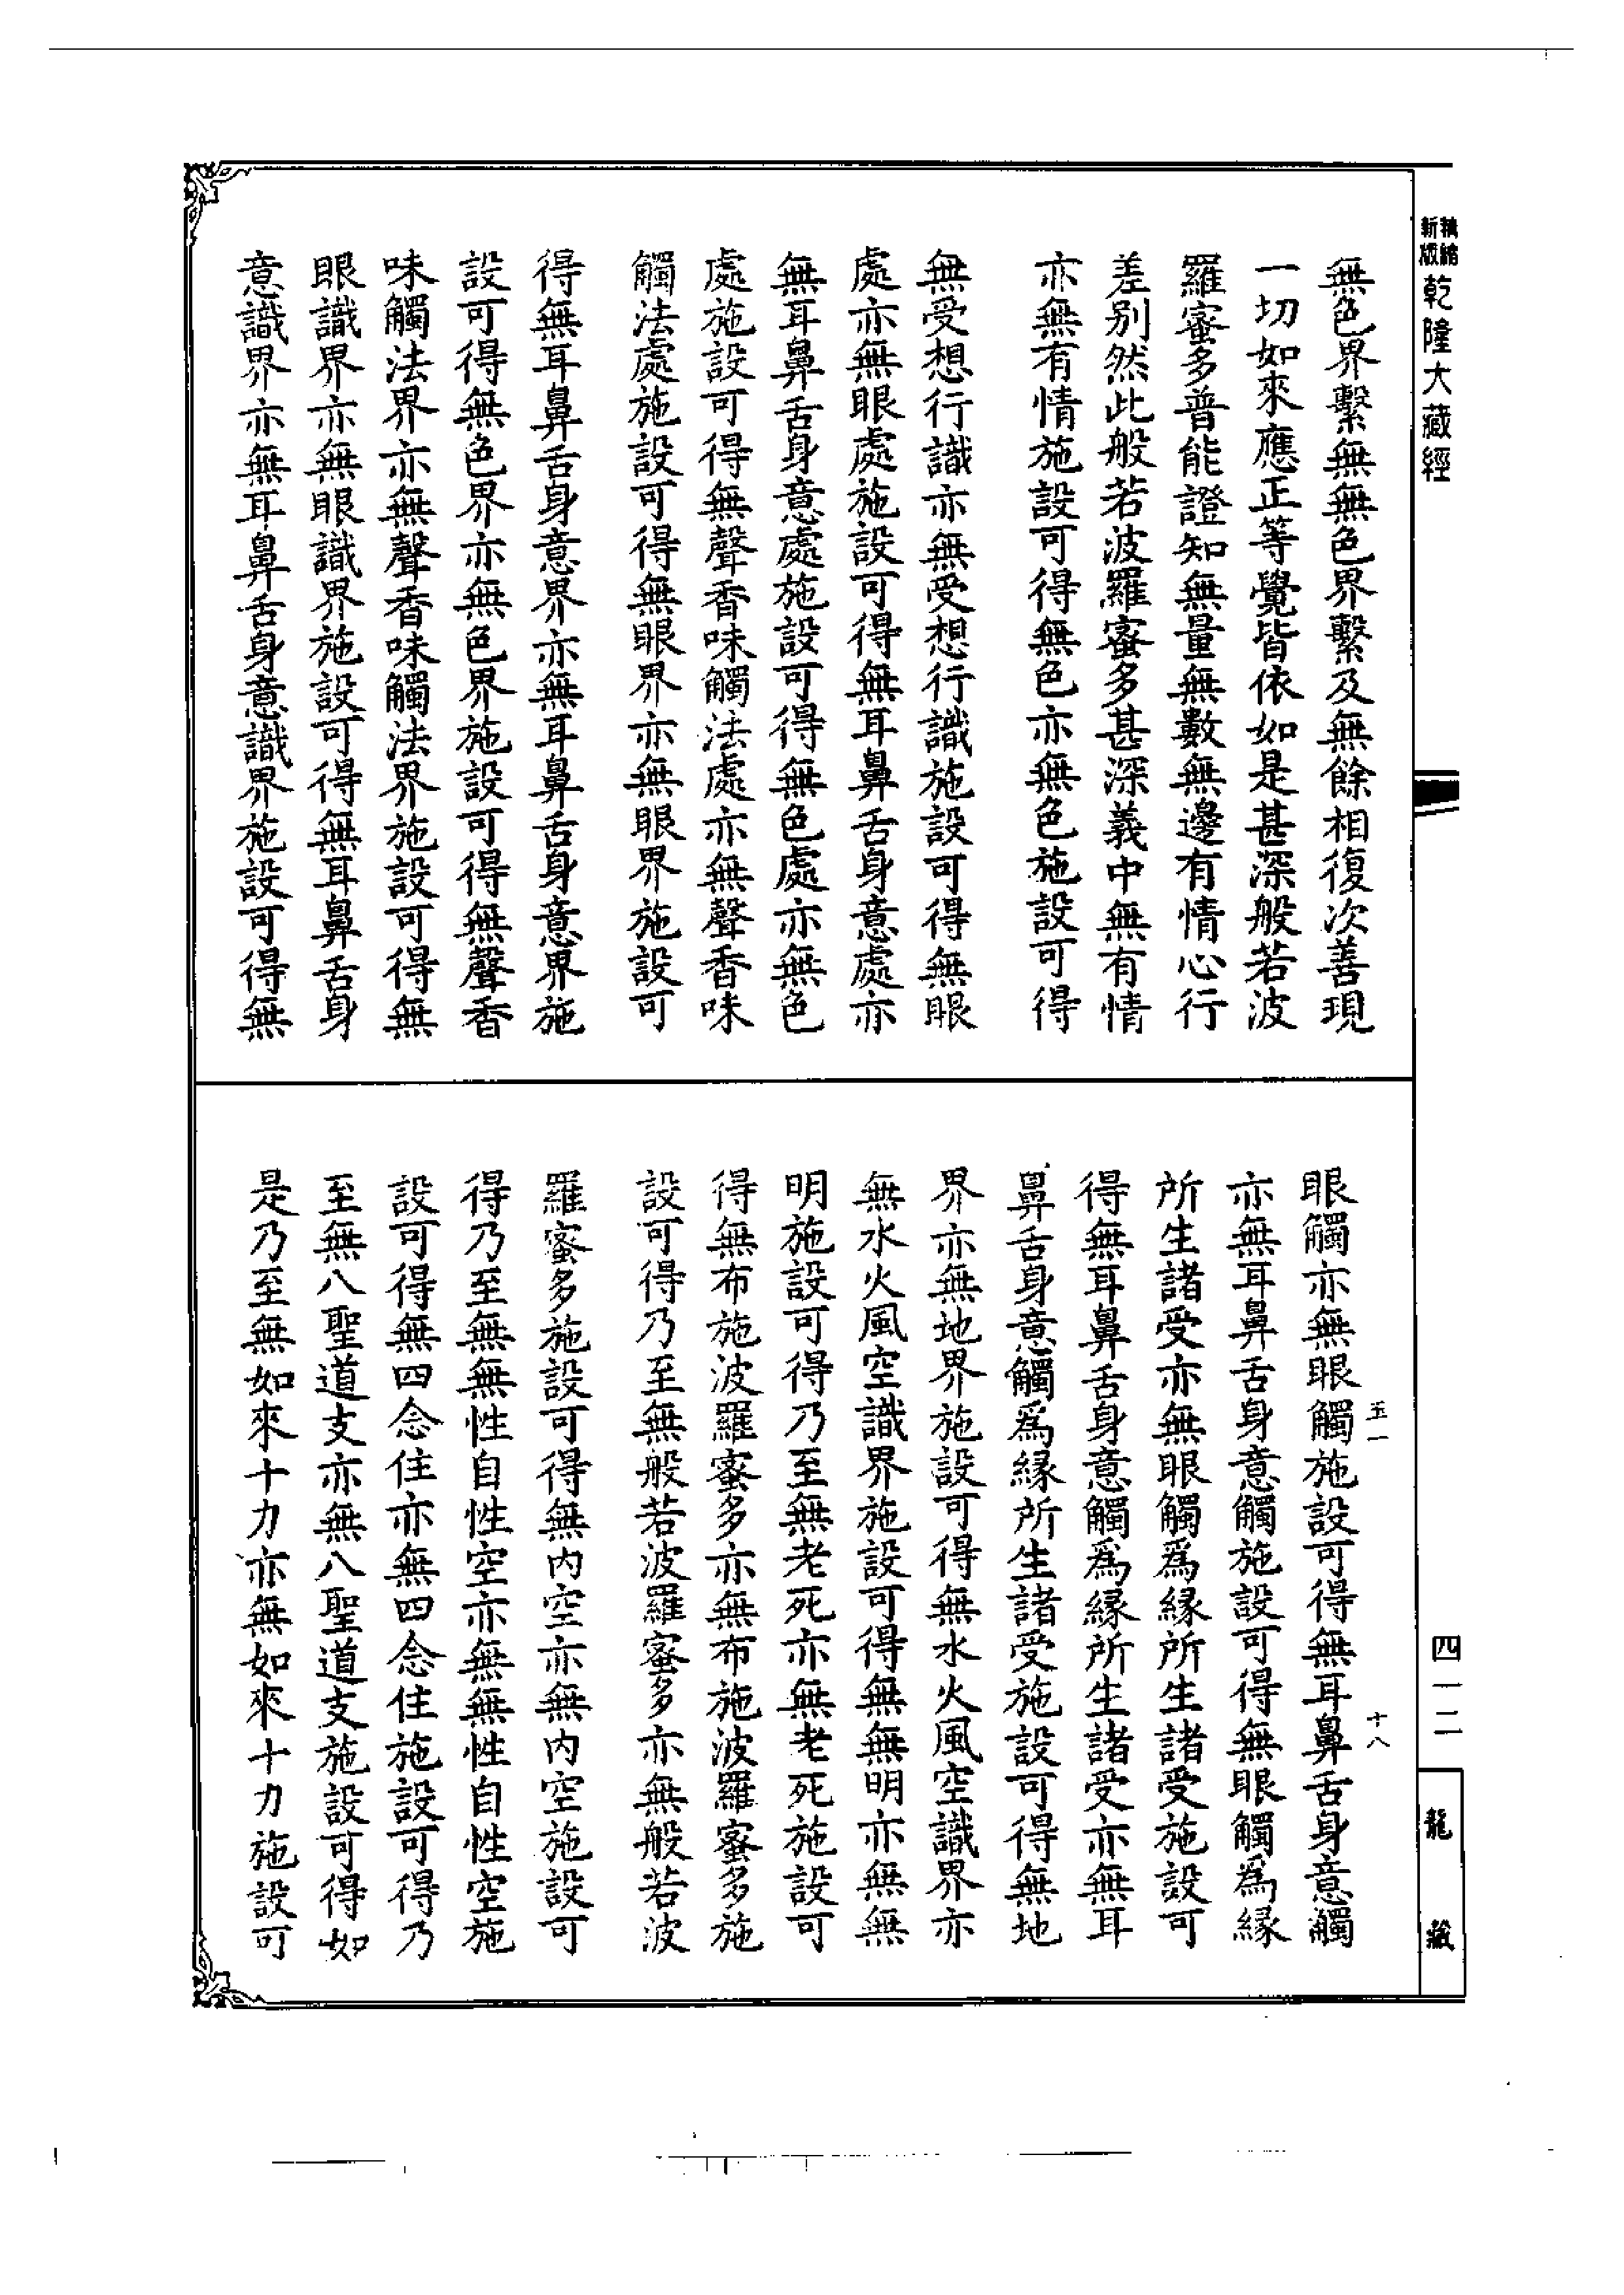 新版
精縮
乾隆大藏經
無色界繫無無色界繫及無餘相復次善現
一切如來應正等覺皆依如是甚深般若波
羅蜜多普能證知無量無數無邊有情心行
差別然此般若波羅蜜多甚深義中無有情
亦無有情施設可得無色亦無色施設可得
無受想行識亦無受想行識施設可得無眼
處亦無眼處施設可得無耳鼻舌身意處亦
無耳鼻舌身意處施設可得無色處亦無色
處施設可得無聲香味觸法處亦無聲香味
觸法處施設可得無眼界亦無眼界施設可
得無耳鼻舌身意界亦無耳鼻舌身意界施
設可得無色界亦無色界施設可得無聲香
味觸法界亦無聲香味觸法界施設可得無
眼識界亦無眼識界施設可得無耳鼻舌身
意識界亦無耳鼻舌身意識界施設可得無
眼觸亦無眼觸施設可得無耳鼻舌身意觸
亦無耳鼻舌身意觸施設可得無眼觸為緣
所生諸受亦無眼觸爲緣所生諸受施設可
得無耳鼻舌身意觸爲緣所生諸受亦無耳
鼻舌身意觸爲緣所生諸受施設可得無地
界亦無地界施設可得無水火風空識界亦
無水火風空識界施設可得無無明亦無無
明施設可得乃至無老死亦無老死施設可
得無布施波羅蜜多亦無布施波羅蜜多施
設可得乃至無般若波羅蜜多亦無般若波
羅蜜多施設可得無內空亦無內空施設可
得乃至無無性自性空亦無無性自性空施
設可得無四念住亦無四念住施設可得乃
至無八聖道支亦無八聖道支施設可得如
是乃至無如來十力亦無如來十力施設可
十八
四一二
龍藏